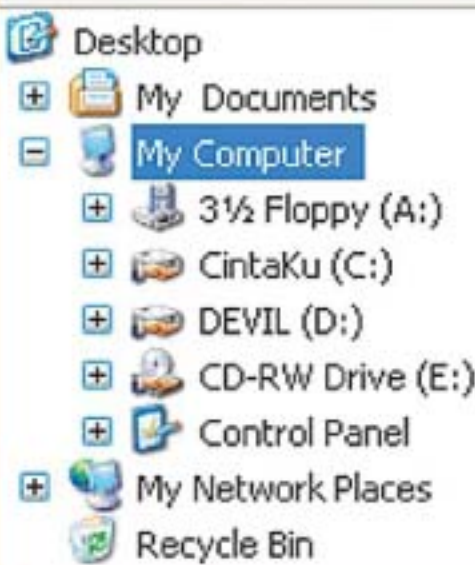 Desktop
My Documents
My Computer
3½ Floppy (A:)
CintaKu (C:)
DEVIL (D:)
CD-RW Drive (E:)
Control Panel
My Network Places
Recycle Bin